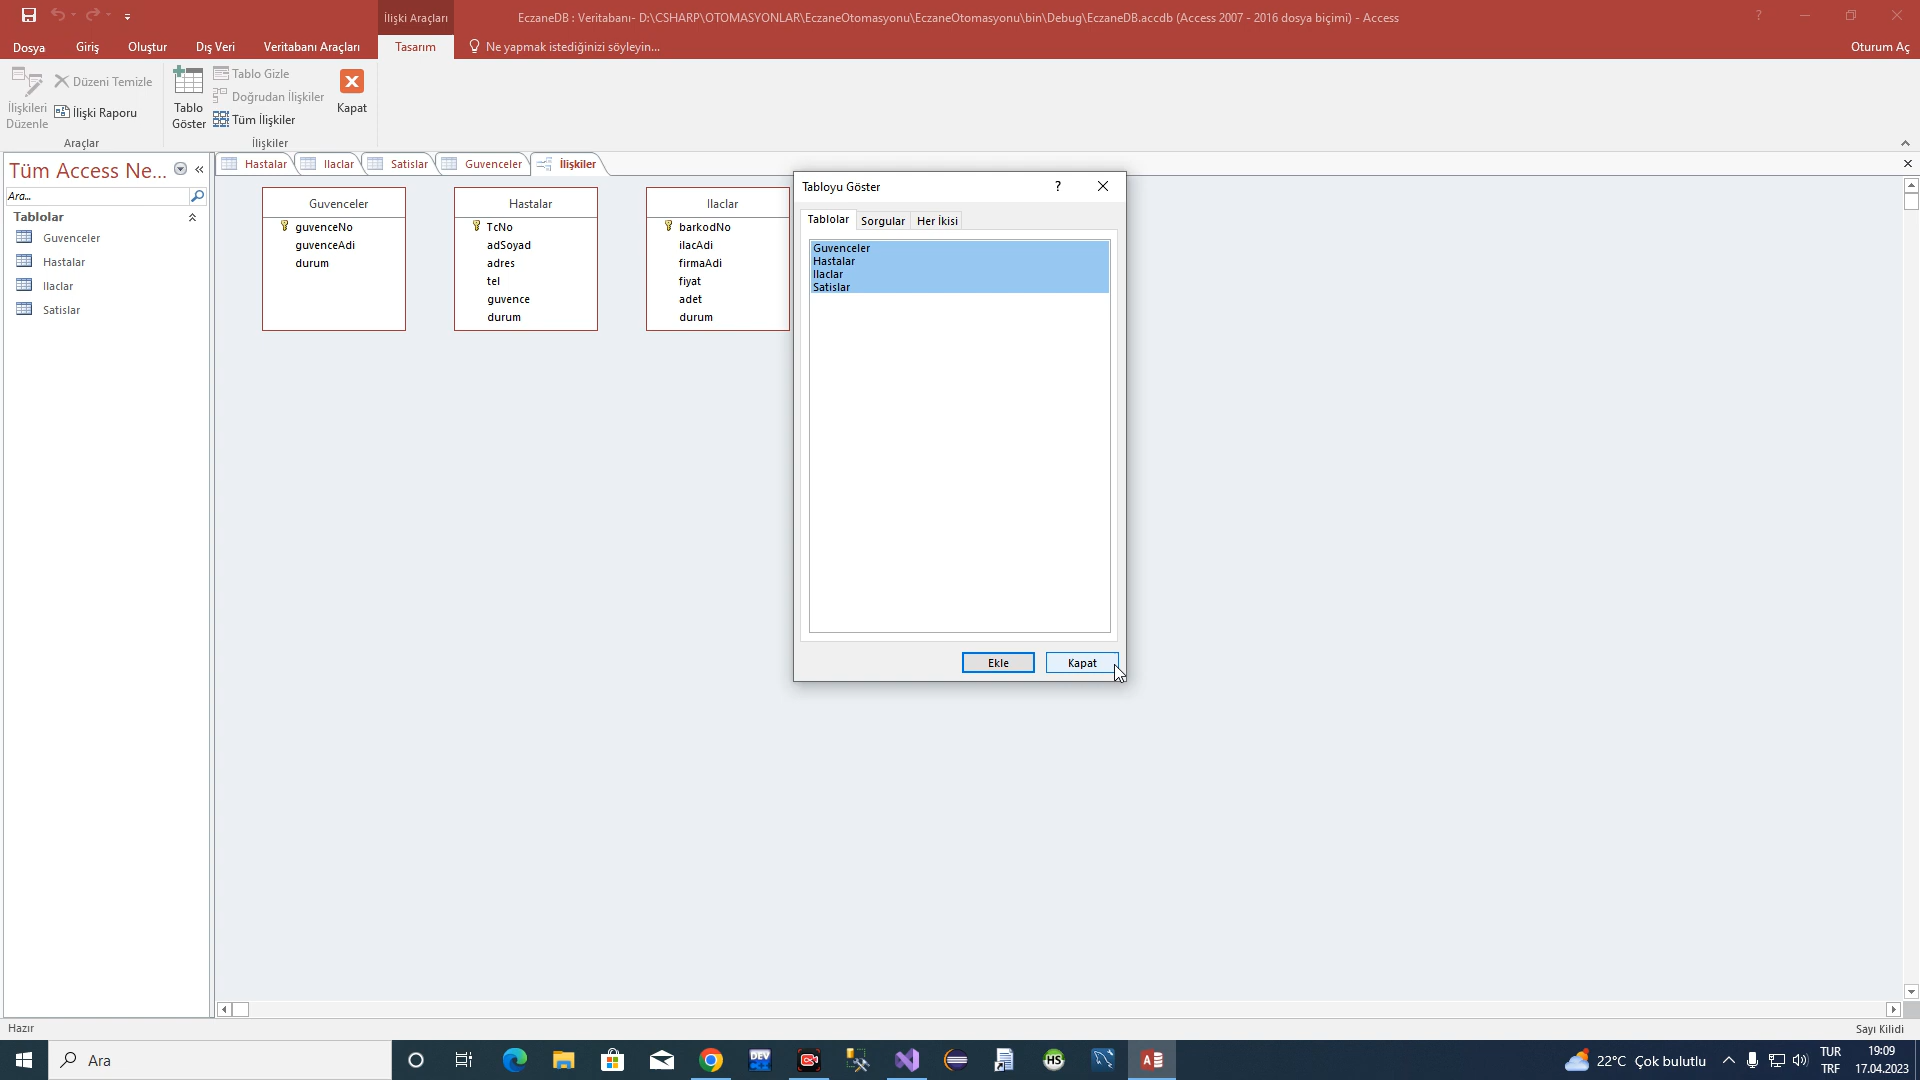 İlişki Araçları
EczaneDB : Veritabanı- D:\CSHARP\OTOMASYONLAR\EczaneOtomasyonu\EczaneOtomasyonu\bin\Debug\EczaneDB.accdb (Access 2007 - 2016 dosya biçimi) - Access
Dosya Giriş Oluştur Dış Veri Veritabanı Araçları Tasarım Ne yapmak istediğinizi söyleyin... Oturum Aç
İlişkileri Düzenle
Düzeni Temizle
İlişki Raporu
Araçlar
Tablo Göster
Tablo Gizle
Doğrudan İlişkiler
Tüm İlişkiler
Kapat
İlişkiler
Tüm Access Ne...
Ara...
Tablolar
Guvenceler
Hastalar
Ilaclar
Satislar
Hastalar Ilaclar Satislar Guvenceler İlişkiler
Guvenceler
guvenceNo
guvenceAdi
durum
Hastalar
TcNo
adSoyad
adres
tel
guvence
durum
Ilaclar
barkodNo
ilacAdi
firmaAdi
fiyat
adet
durum
Tabloyu Göster
Tablolar Sorgular Her İkisi
Guvenceler
Hastalar
Ilaclar
Satislar
Ekle Kapat
Hazır
Sayı Kilidi
Ara
DEV
HS
22°C Çok bulutlu
TUR
TRF
19:09
17.04.2023